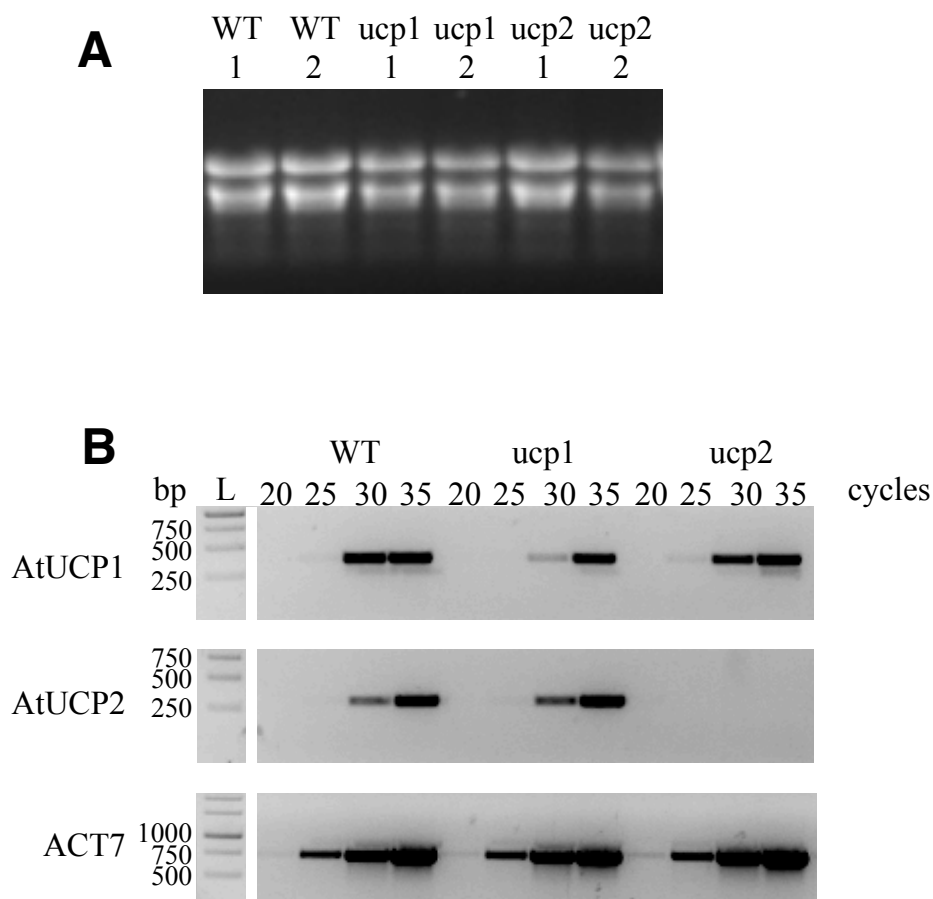 A
WT WT ucp1 ucp1 ucp2 ucp2
1 2 1 2 1 2
B
WT ucp1 ucp2
bp L 20 25 30 35 20 25 30 35 20 25 30 35 cycles
750
500
AtUCP1
250
750
500
AtUCP2
250
1000
ACT7
750
500